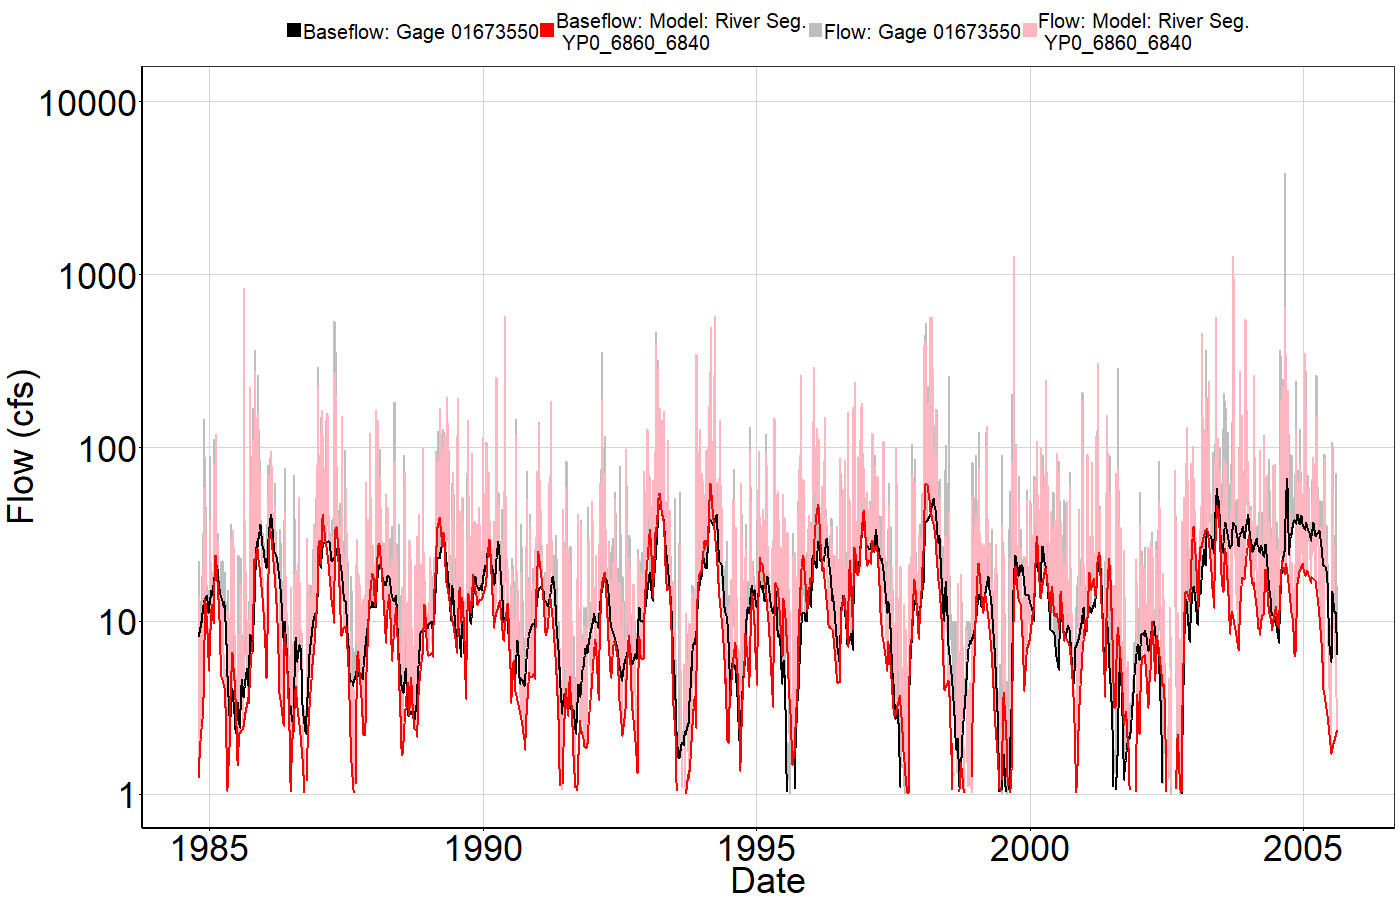 Baseflow: Gage 01673550
Baseflow: Model: River Seg.
YP0_6860_6840
Flow: Gage 01673550
Flow: Model: River Seg.
YP0_6860_6840
10000
1000
100
10
1
Flow (cfs)
1985
1990
1995
2000
2005
Date